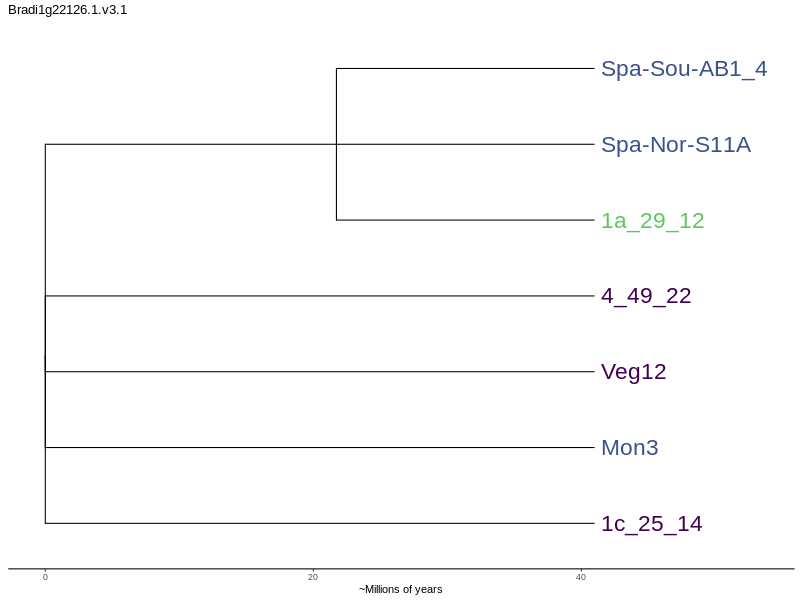 Bradi1g22126.1.v3.1
Spa-Sou-AB1_4
Spa-Nor-S11A
1a_29_12
4_49_22
Veg12
Mon3
1c_25_14
0 20 40
~Millions of years